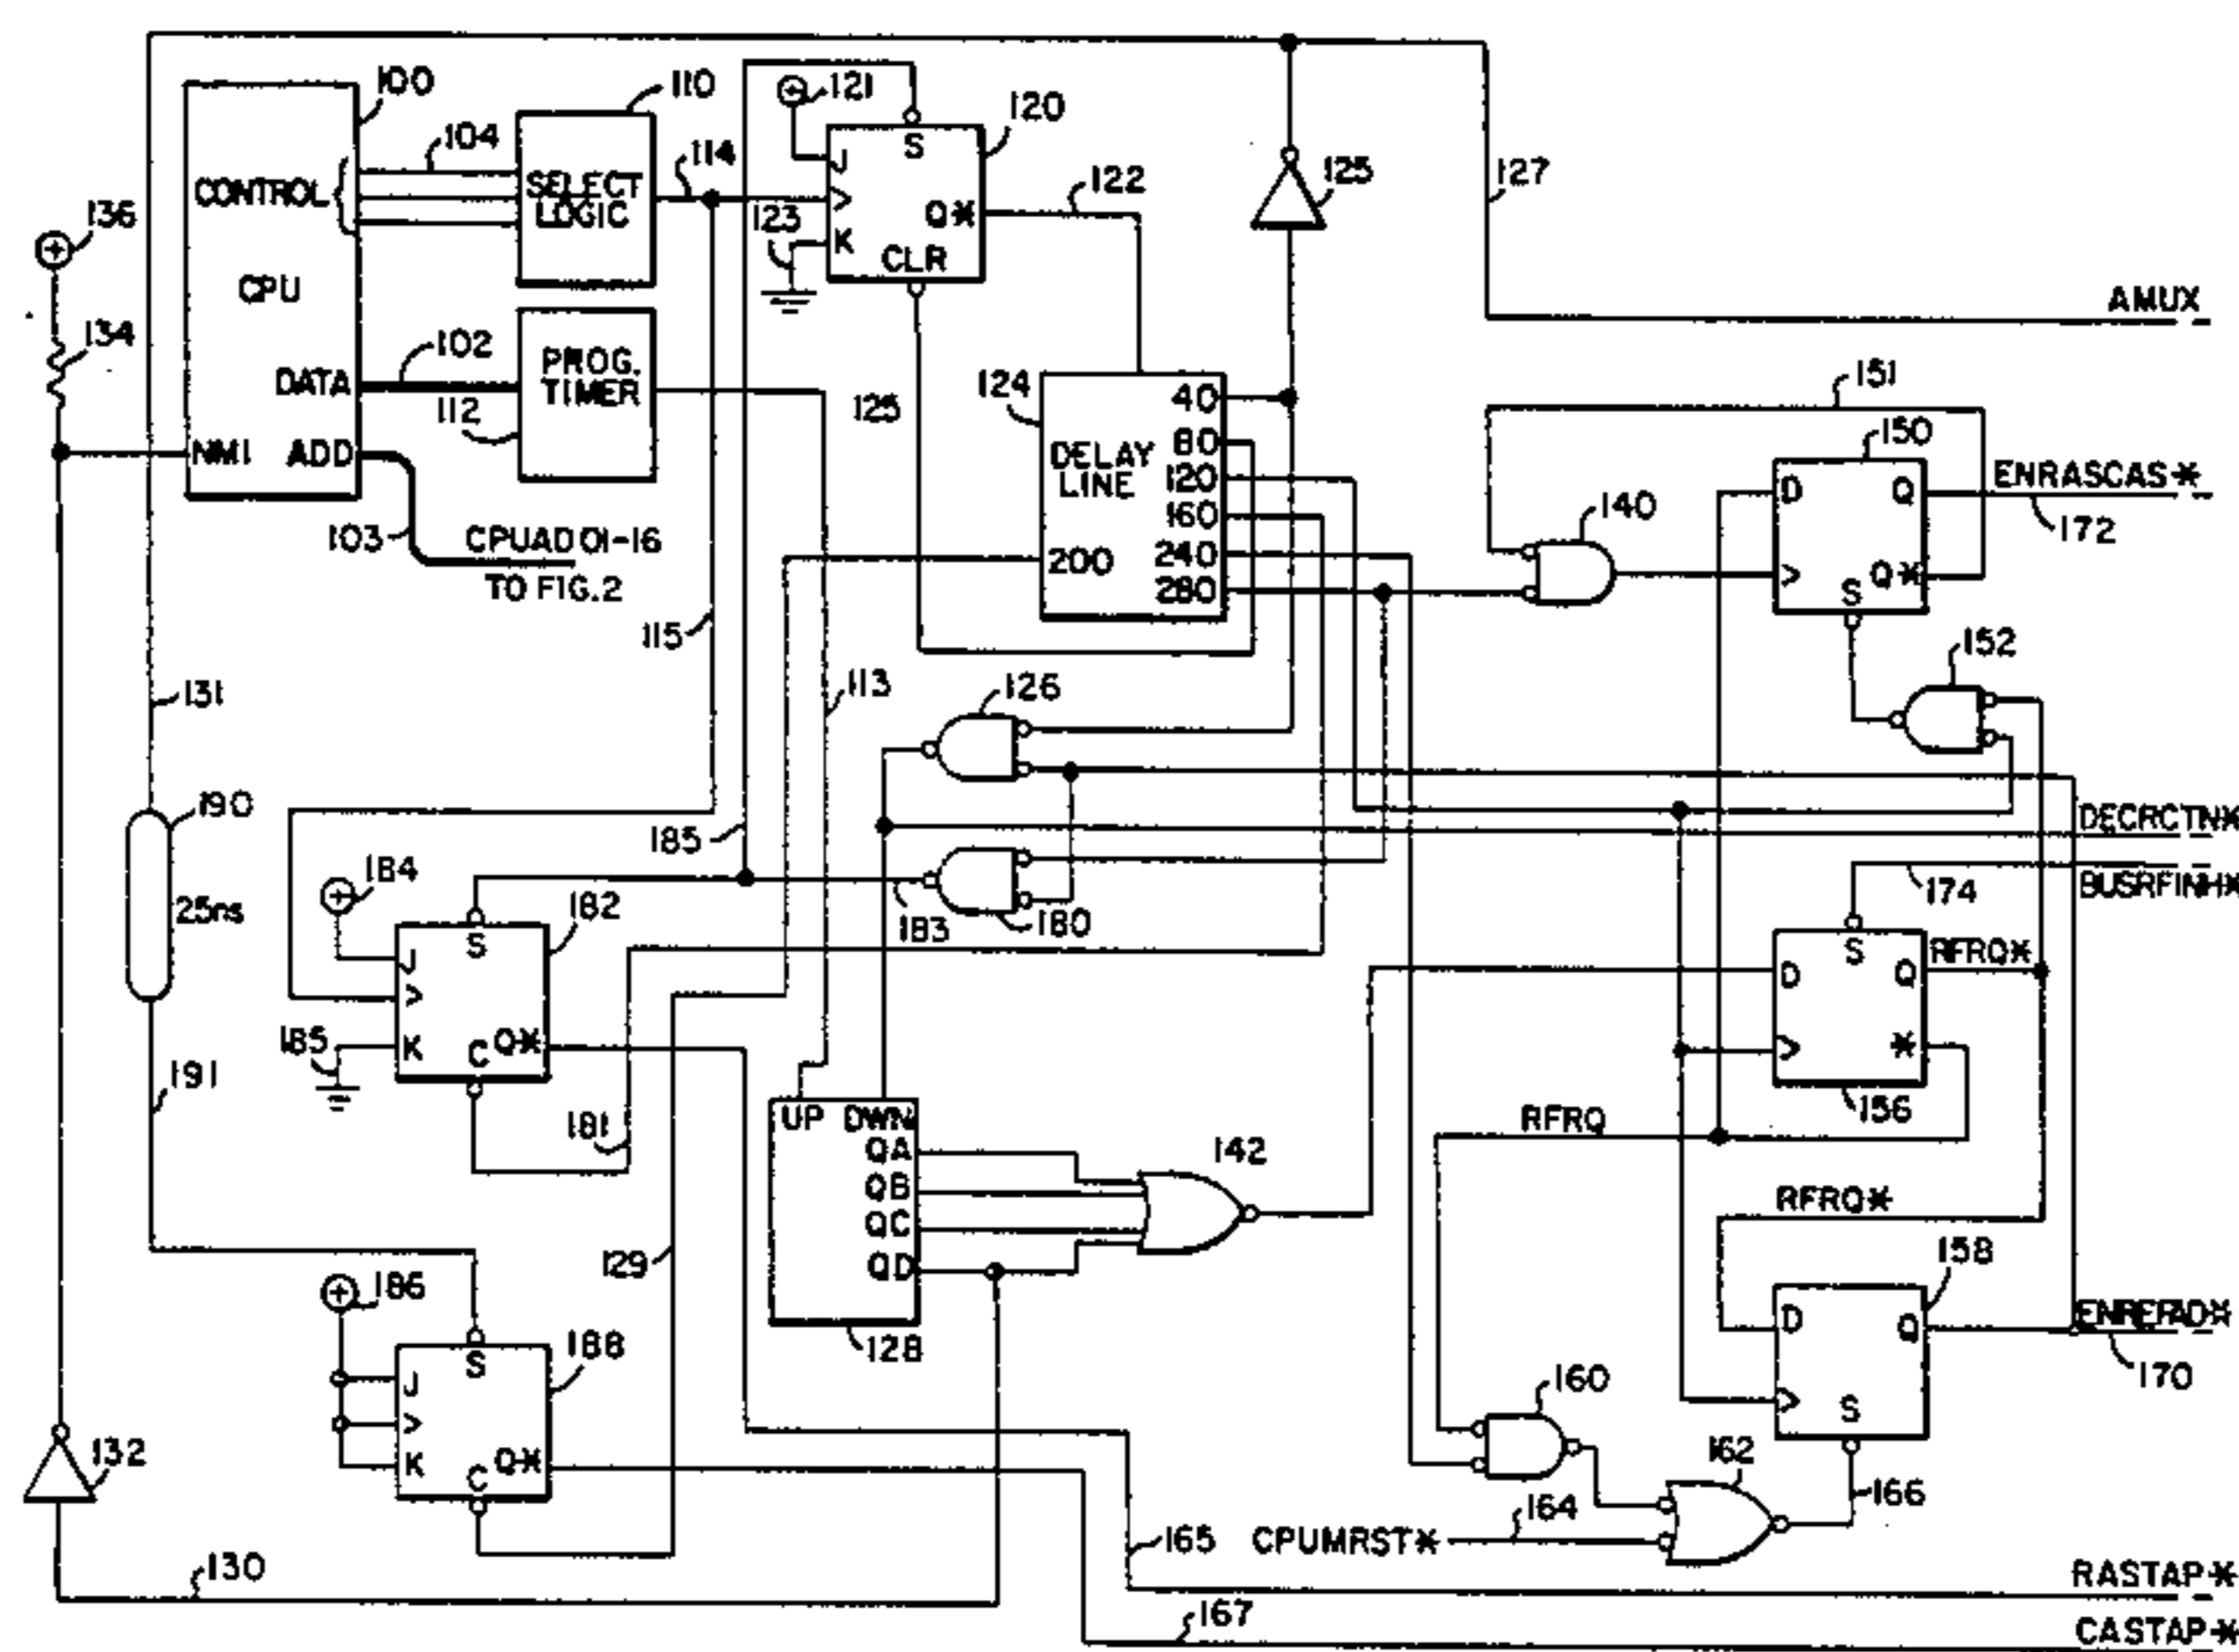 100
110
121
120
104
114
122
125
127
CONTROL
SELECT
LOGIC
J
S
>
Q*
K
CLR
123
136
CPU
AMUX
134
102
PROG.
TIMER
124
40
125
151
DATA
112
80
150
NMI
ADD
DELAY
LINE
120
D
Q
ENRASCAS*
160
140
103
CPUAD 01-16
TO FIG. 2
200
240
280
172
>
S
Q*
115
152
131
113
126
190
185
DECRCTN*
184
174
BUSRFINH*
25ns
182
183
180
S
J
>
S
D
Q
RFRQ*
185
K
C
Q*
>
*
191
181
UP
DWN
RFRQ
156
QA
142
QB
RFRQ*
QC
186
129
QD
158
D
Q
ENREFAD*
188
128
170
S
J
160
>
S
132
K
C
Q*
162
166
164
CPUMRST*
165
130
RASTAP*
167
CASTAP*